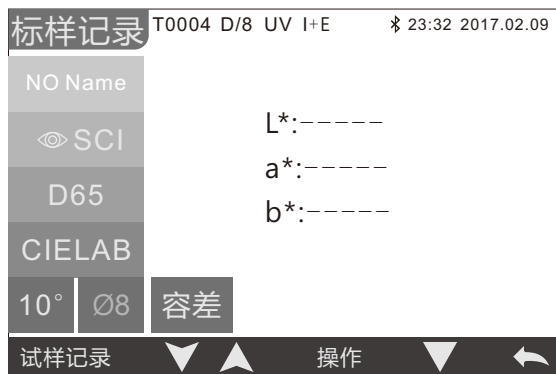 标样记录 T0004 D/8 UV I+E 23:32 2017.02.09
NO Name
SCI
D65
CIELAB
10° Ø8 容差
L*:-----
a*:-----
b*:-----
试样记录 操作